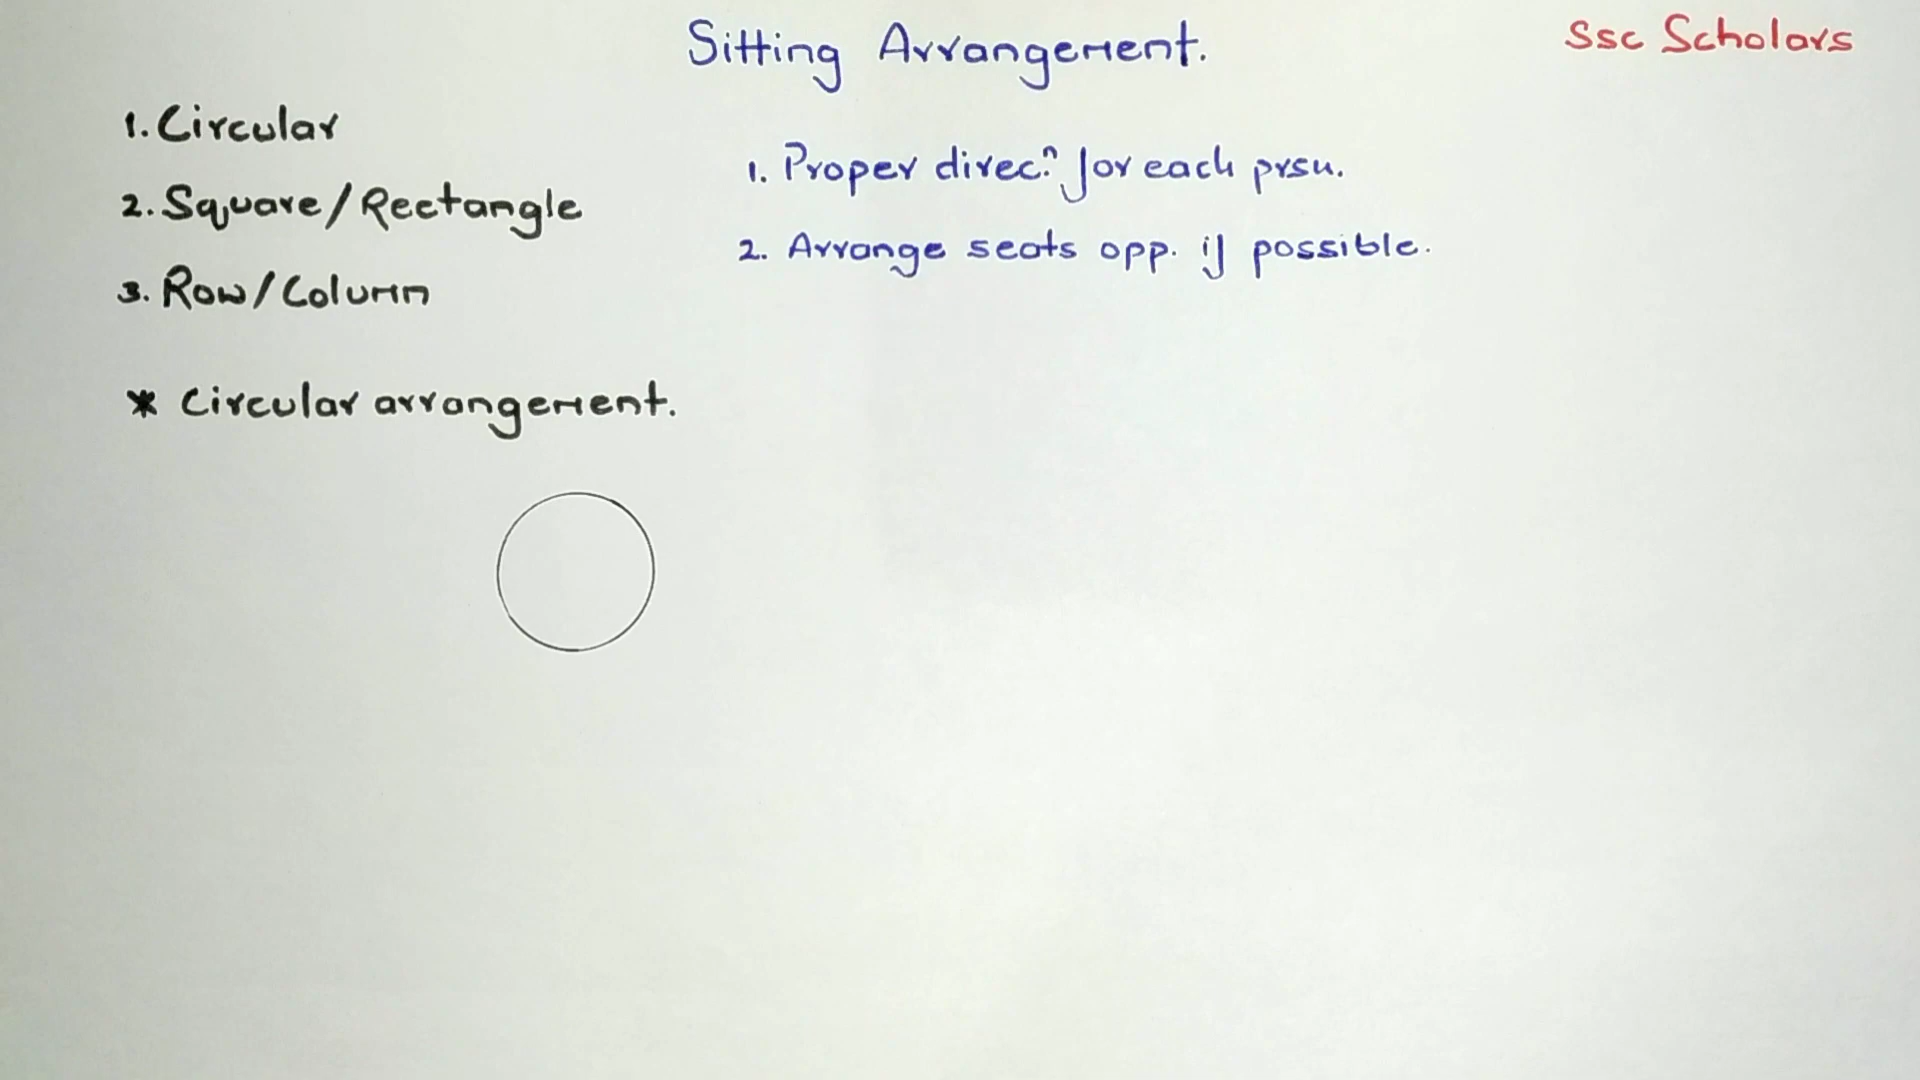 Sitting Arrangement.
Ssc Scholars
1. Circular
2. Square/Rectangle
3. Row/Column
1. Proper direcⁿ. for each prsn.
2. Arrange seats opp. if possible.
* Circular arrangement.